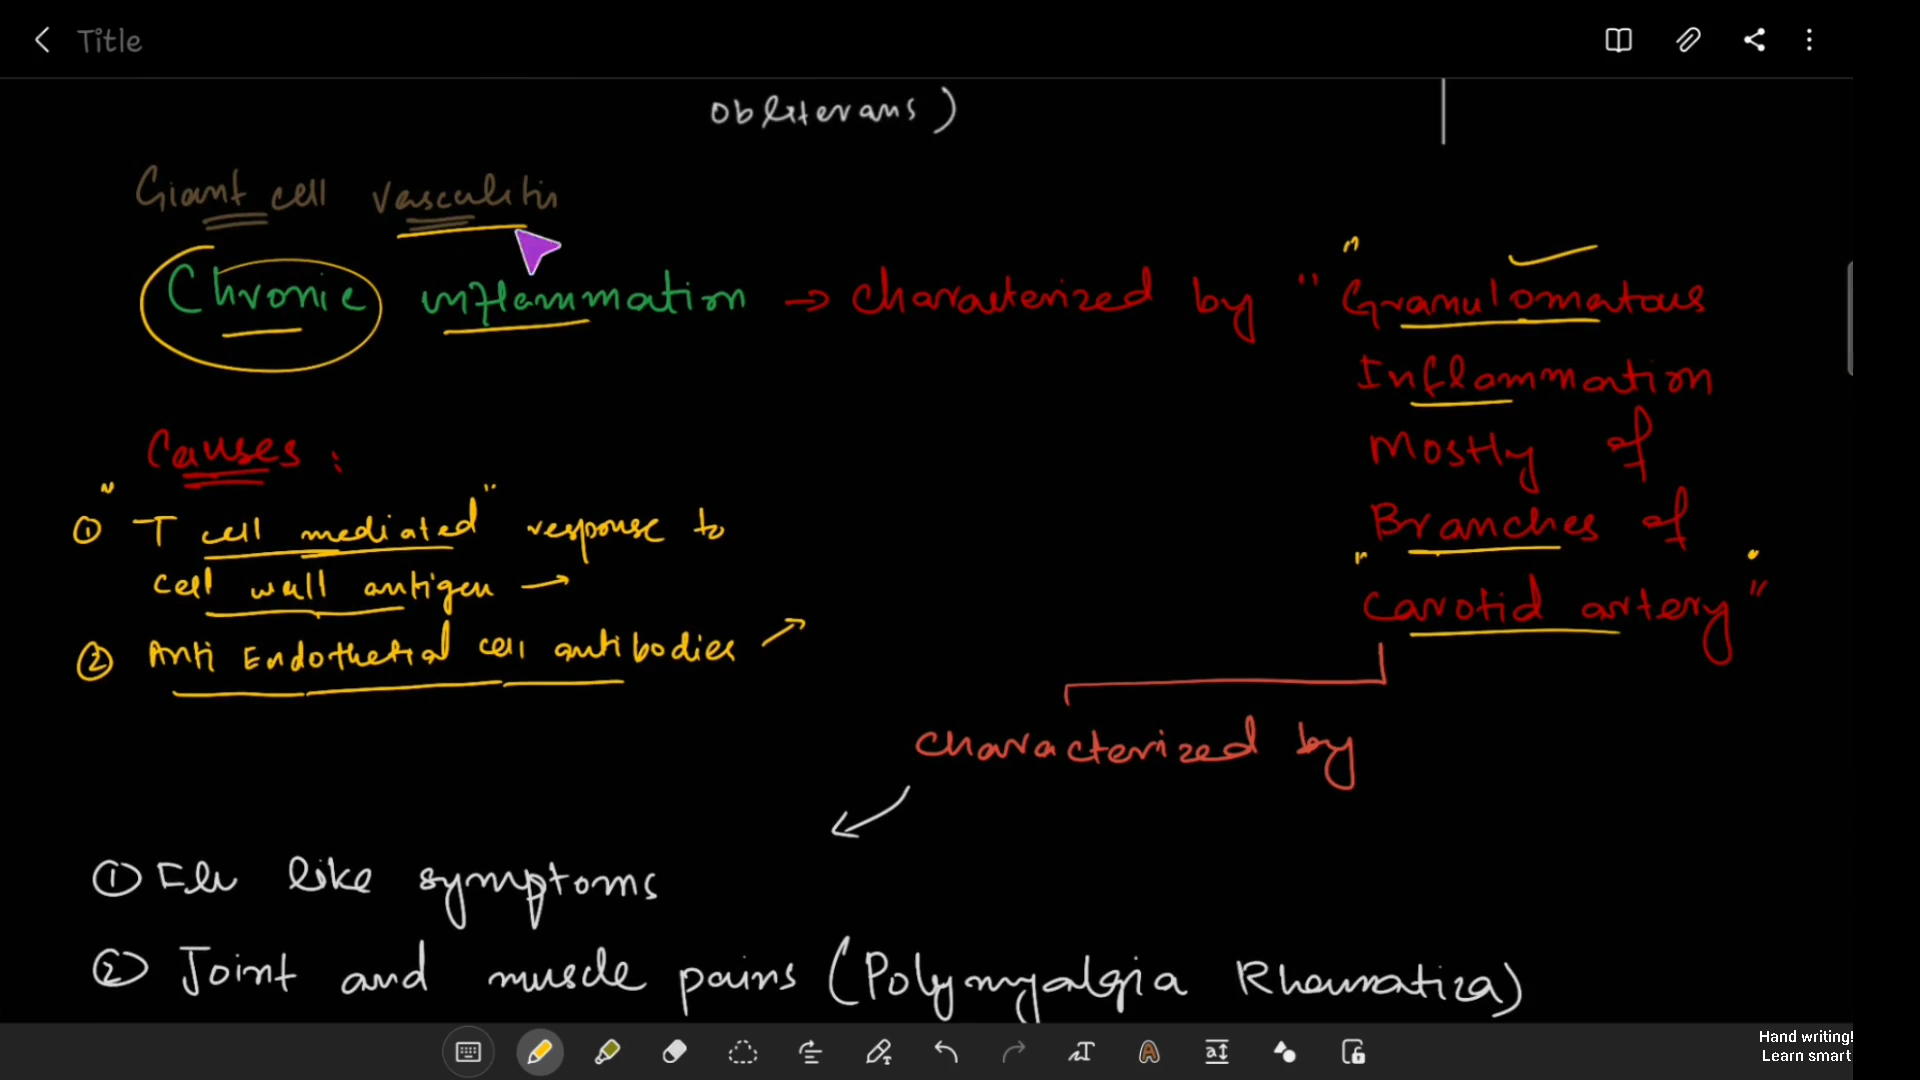 Title
obliterans)
Giant cell vasculitis
Chronic inflammation → characterized by "Granulomatous
Inflammation
Mostly of
Branches of
"Carotid artery"
Causes :
① "T cell mediated" response to
cell wall antigen →
② Anti Endothelial cell antibodies →
characterized by
① Flu like symptoms
② Joint and muscle pains (Polymyalgia Rheumatica)
Hand writing!
Learn smart